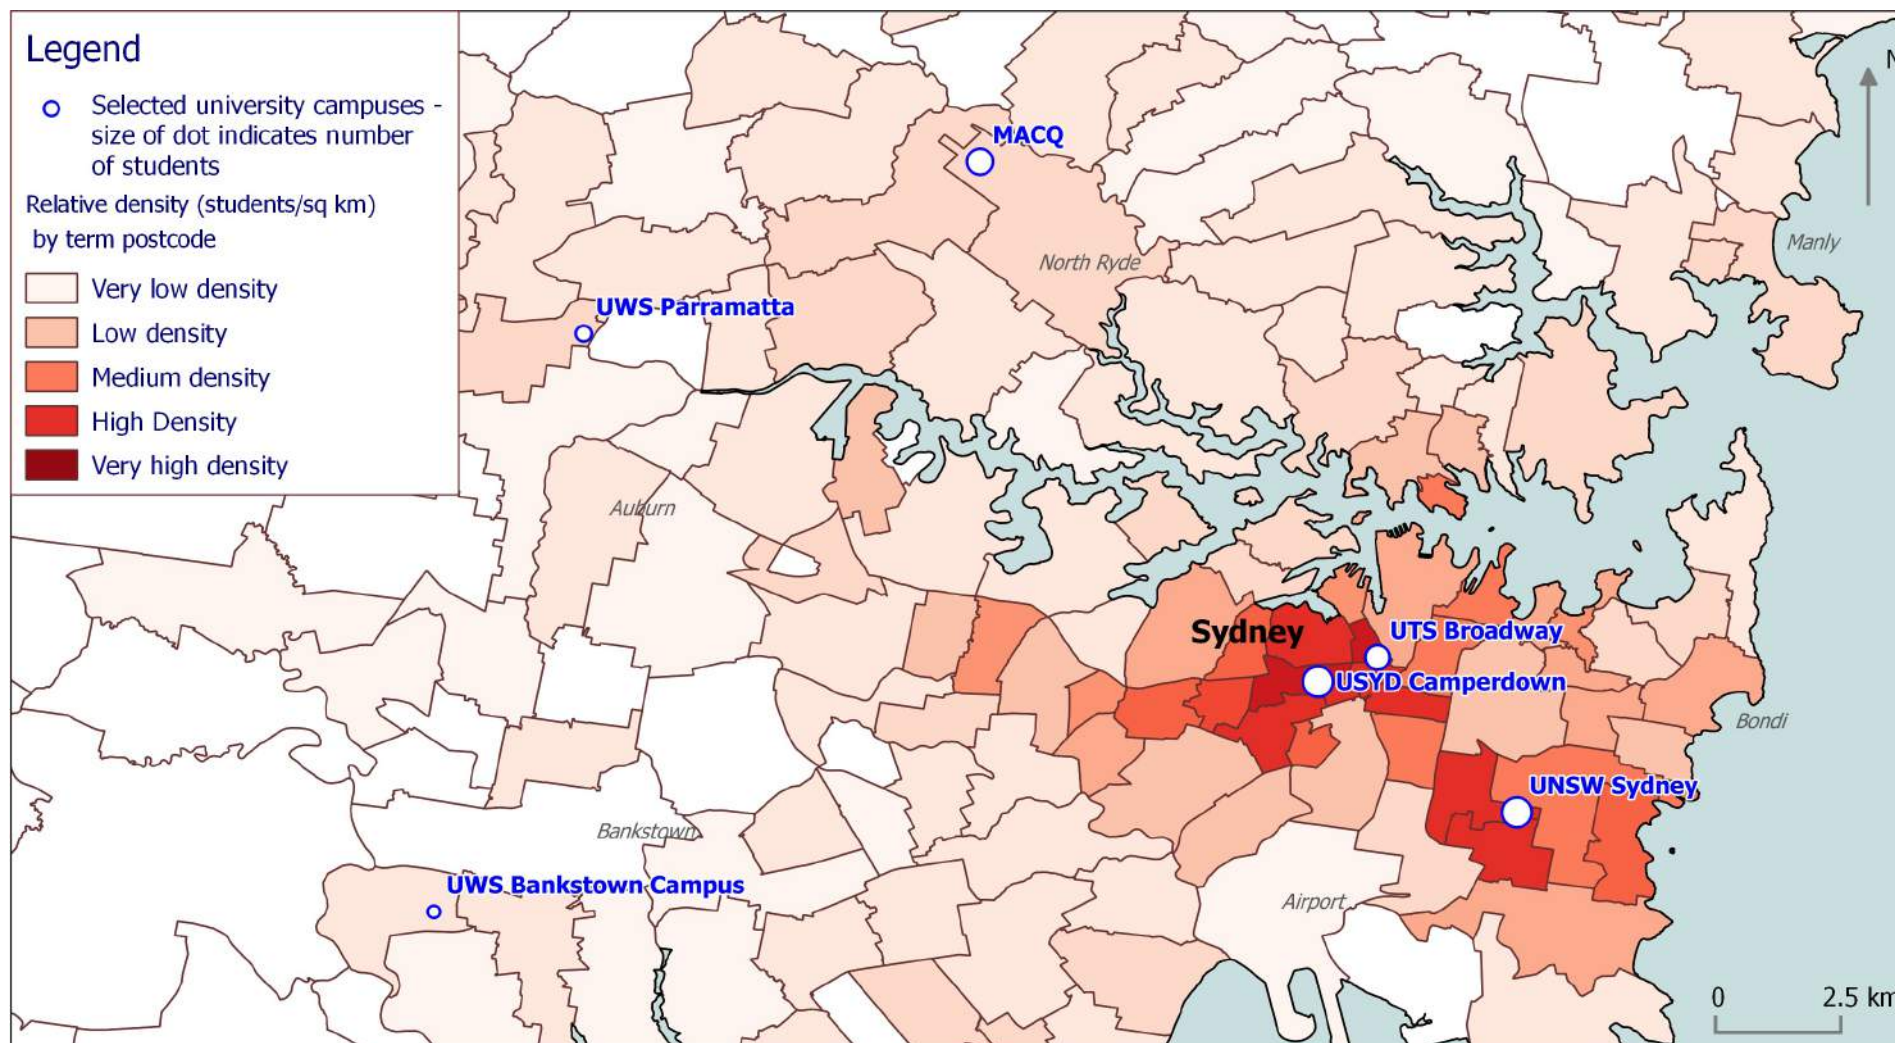 Legend
Selected university campuses -
size of dot indicates number
of students
Relative density (students/sq km)
by term postcode
Very low density
Low density
Medium density
High Density
Very high density
N
MACQ
Manly
North Ryde
UWS Parramatta
Auburn
Sydney
UTS Broadway
USYD Camperdown
Bondi
UNSW Sydney
Bankstown
UWS Bankstown Campus
Airport
0 2.5 km